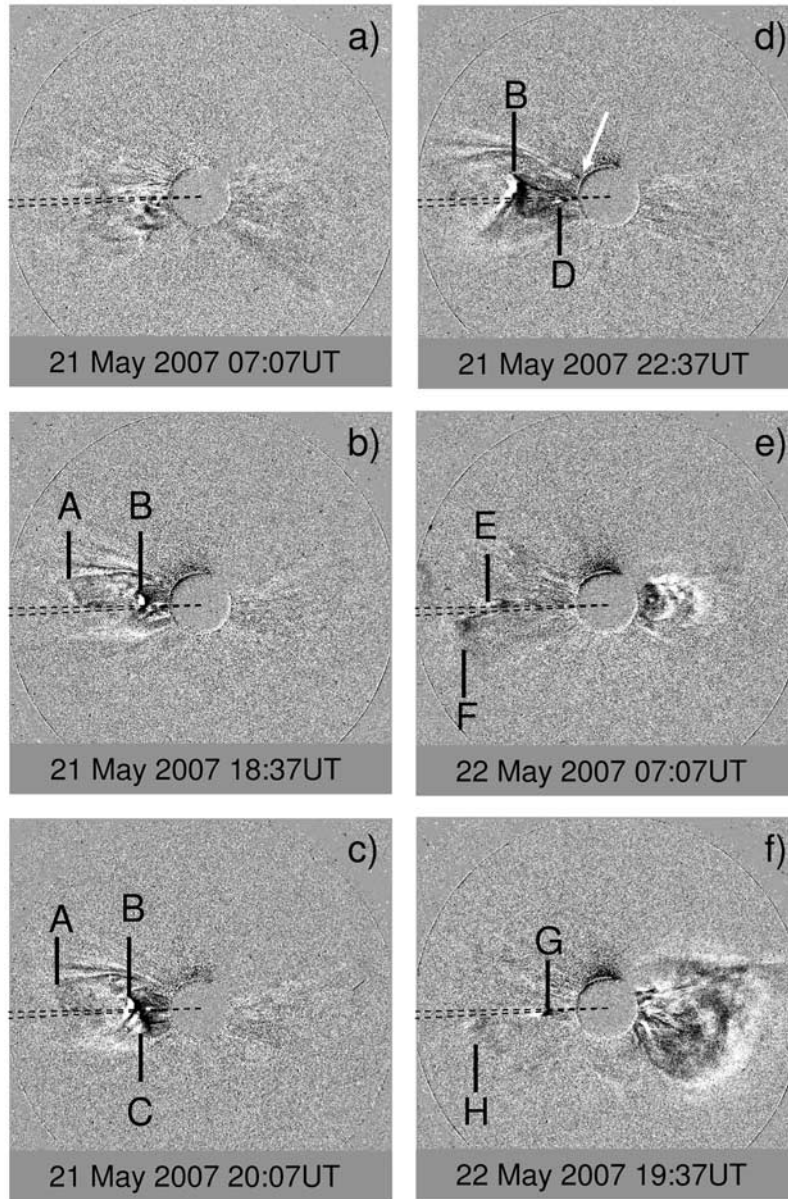 a)
21 May 2007 07:07UT
b)
A B
21 May 2007 18:37UT
c)
A B
C
21 May 2007 20:07UT
d)
B
D
21 May 2007 22:37UT
e)
E
F
22 May 2007 07:07UT
f)
G
H
22 May 2007 19:37UT